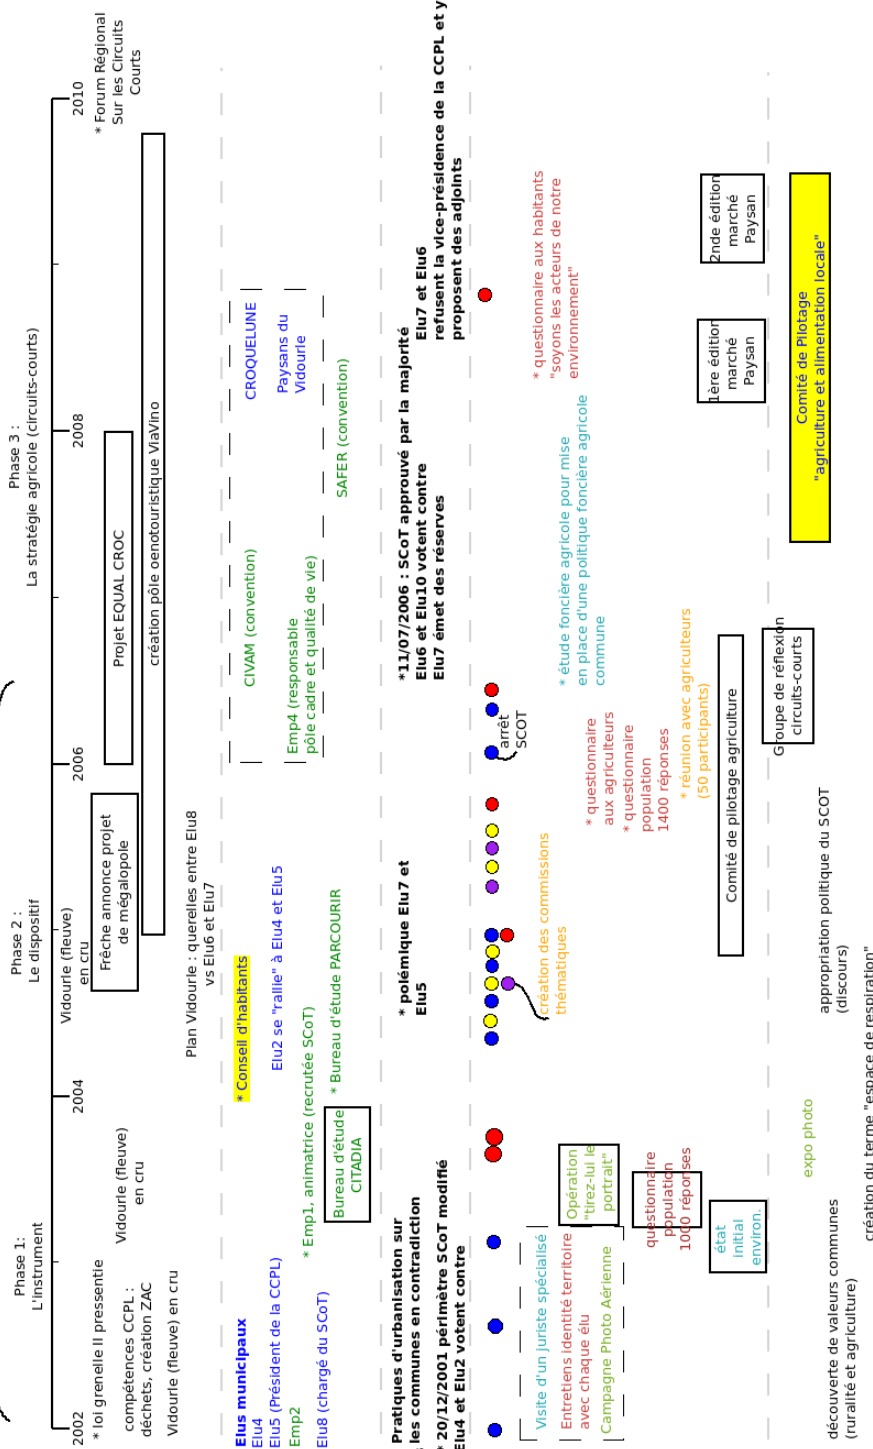 Phase 1:
L'instrument
Phase 2 :
Le dispositif
Phase 3 :
La stratégie agricole (circuits-courts)
2002
2004
2006
2008
2010
* loi grenelle II pressentie
compétences CCPL :
déchets, création ZAC
Vidourle (fleuve) en cru
Vidourle (fleuve)
en cru
Vidourle (fleuve)
en cru
Frêche annonce projet
de mégalopole
Projet EQUAL CROC
création pôle oenotouristique ViaVino
* Forum Régional
Sur les Circuits
Courts
Plan Vidourle : querelles entre Elu8
vs Elu6 et Elu7
Elus municipaux
Elu4
Elu5 (Président de la CCPL)
Emp2
Elu8 (chargé du SCoT)
* Emp1, animatrice (recrutée SCoT)
Bureau d'étude
CITADIA
* Conseil d'habitants
Elu2 se "rallie" à Elu4 et Elu5
* Bureau d'étude PARCOURIR
CIVAM (convention)
Emp4 (responsable
pôle cadre et qualité de vie)
CROQUELUNE
Paysans du
Vidourle
SAFER (convention)
Pratiques d'urbanisation sur
les communes en contradiction
* 20/12/2001 périmètre SCoT modifié
Elu4 et Elu2 votent contre
* polémique Elu7 et
Elu5
*11/07/2006 : SCoT approuvé par la majorité
Elu6 et Elu10 votent contre
Elu7 émet des réserves
Elu7 et Elu6
refusent la vice-présidence de la CCPL et y
proposent des adjoints
arrêt
SCOT
Visite d'un juriste spécialisé
Entretiens identité territoire
avec chaque élu
Campagne Photo Aérienne
Opération
"tirez-lui le
portrait"
questionnaire
population
1000 réponses
état
initial
environ.
création des commissions
thématiques
* questionnaire
aux agriculteurs
* questionnaire
population
1400 réponses
* réunion avec agriculteurs
(50 participants)
Comité de pilotage agriculture
* étude foncière agricole pour mise
en place d'une politique foncière agricole
commune
* questionnaire aux habitants
"soyons les acteurs de notre
environnement"
1ère édition
marché
Paysan
2nde édition
marché
Paysan
Groupe de réflexion
circuits-courts
Comité de Pilotage
"agriculture et alimentation locale"
découverte de valeurs communes
(ruralité et agriculture)
expo photo
appropriation politique du SCOT
(discours)
création du terme "espace de respiration"